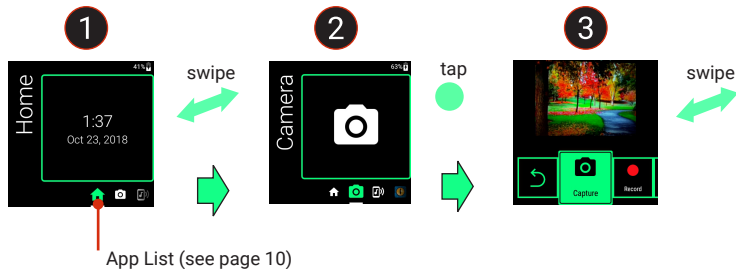 1
2
3
41%
63%
swipe
tap
swipe
Home
1:37
Oct 23, 2018
Camera
Capture
Record
App List (see page 10)